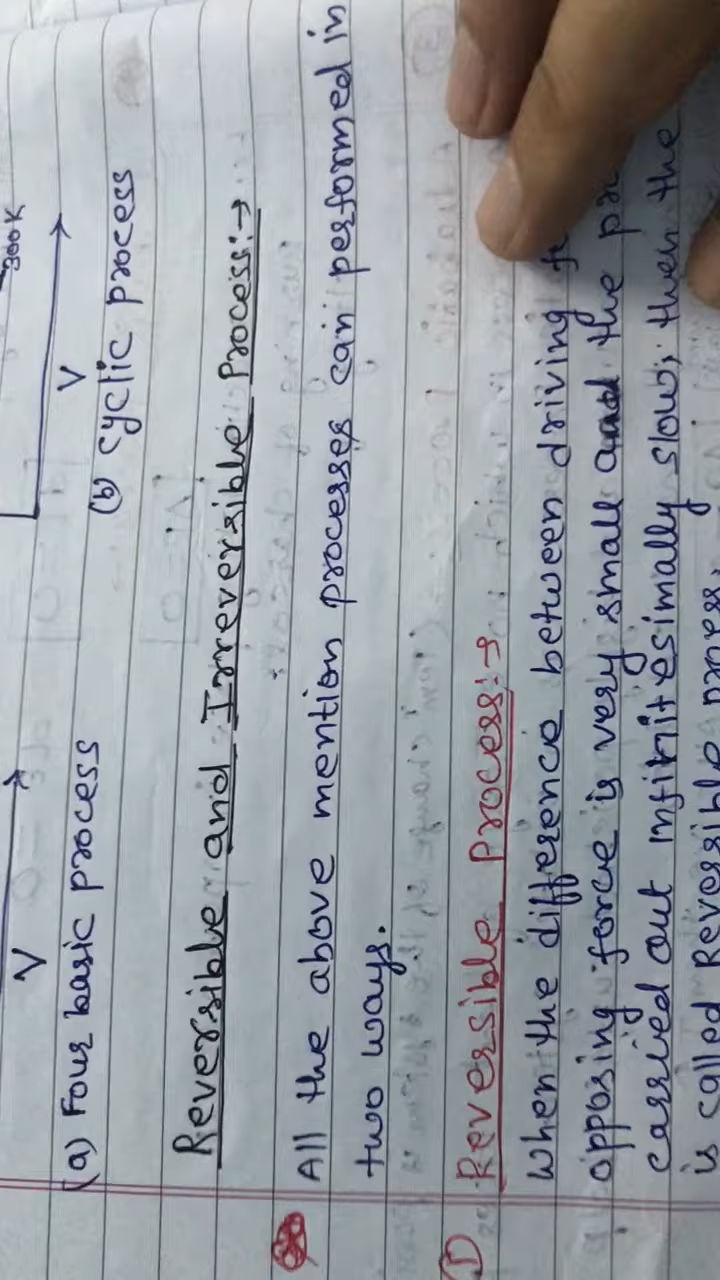 300K
V
V
(a) Four basic process (b) cyclic process
Reversible and Irreversible Process:→
All the above mention processes can performed in
two ways.
① Reversible process:→
when the difference between driving
opposing force is very small and the
carried out infinitesimally slow, then the
is called Reversible process.